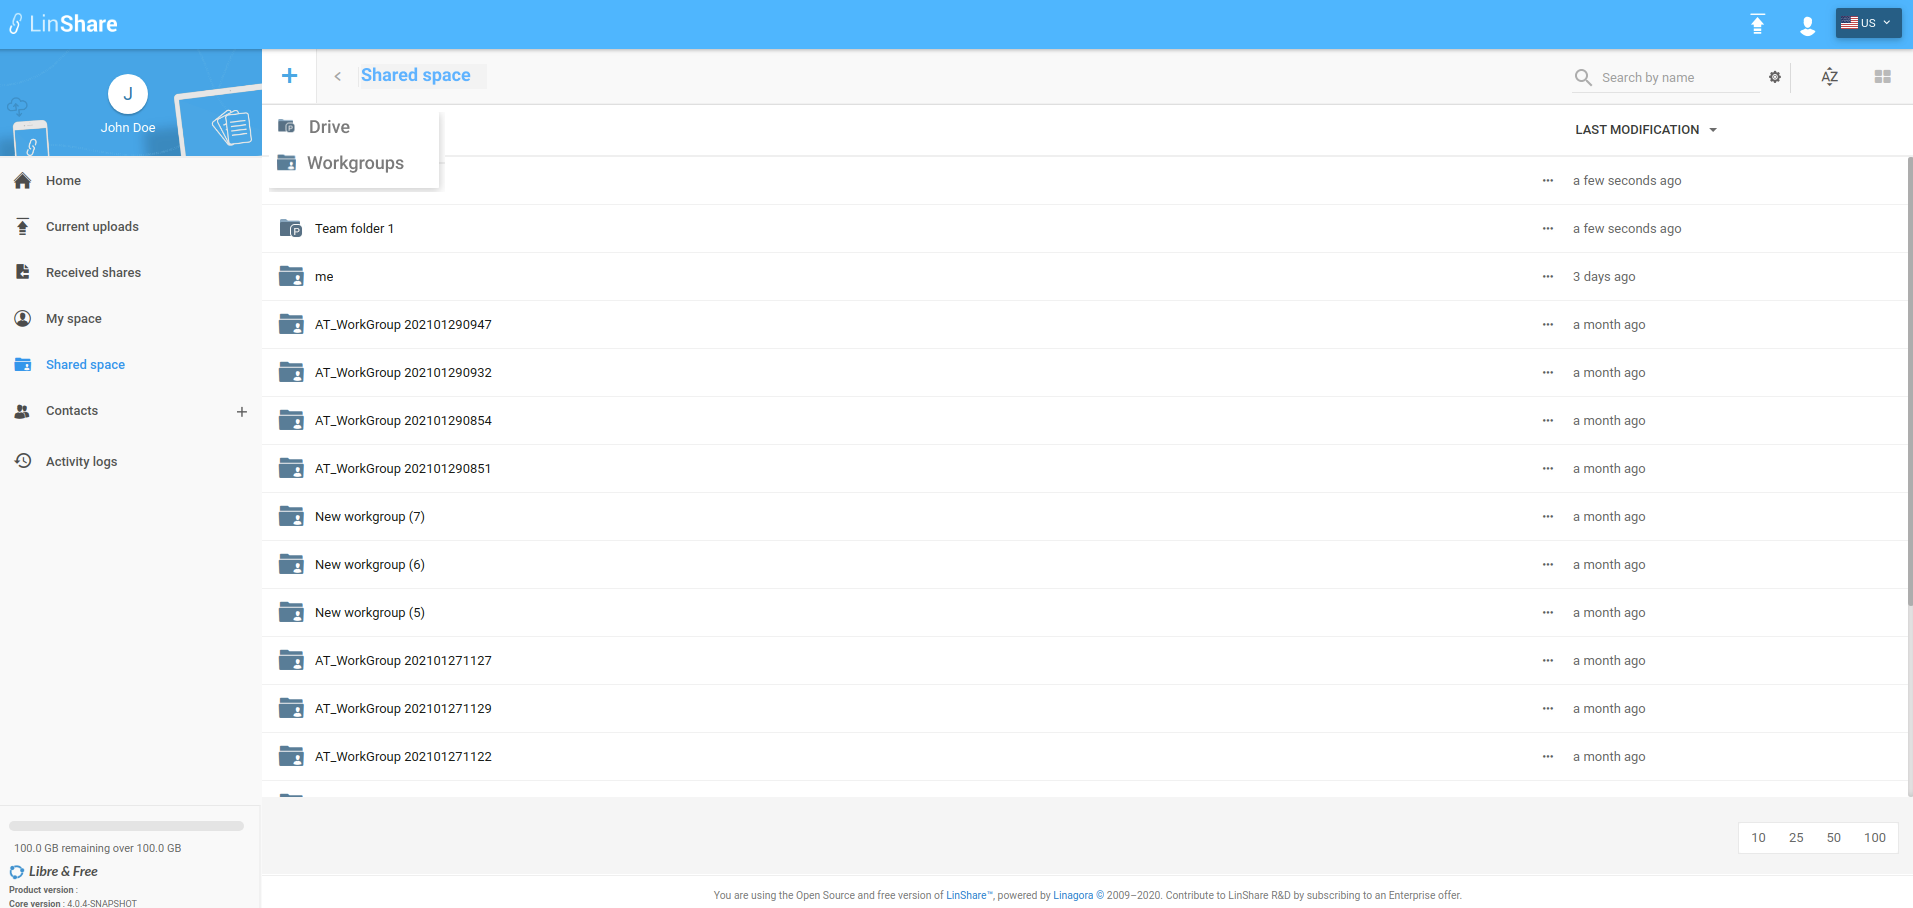 LinShare
US
J
John Doe
+
<
Shared space
Search by name
AZ
Drive
Workgroups
LAST MODIFICATION
Home
Current uploads
Received shares
My space
Shared space
Contacts +
Activity logs
... a few seconds ago
Team folder 1 ... a few seconds ago
me ... 3 days ago
AT_WorkGroup 202101290947 ... a month ago
AT_WorkGroup 202101290932 ... a month ago
AT_WorkGroup 202101290854 ... a month ago
AT_WorkGroup 202101290851 ... a month ago
New workgroup (7) ... a month ago
New workgroup (6) ... a month ago
New workgroup (5) ... a month ago
AT_WorkGroup 202101271127 ... a month ago
AT_WorkGroup 202101271129 ... a month ago
AT_WorkGroup 202101271122 ... a month ago
10 25 50 100
100.0 GB remaining over 100.0 GB
Libre & Free
Product version :
Core version : 4.0.4-SNAPSHOT
You are using the Open Source and free version of LinShare™, powered by Linagora © 2009–2020. Contribute to LinShare R&D by subscribing to an Enterprise offer.